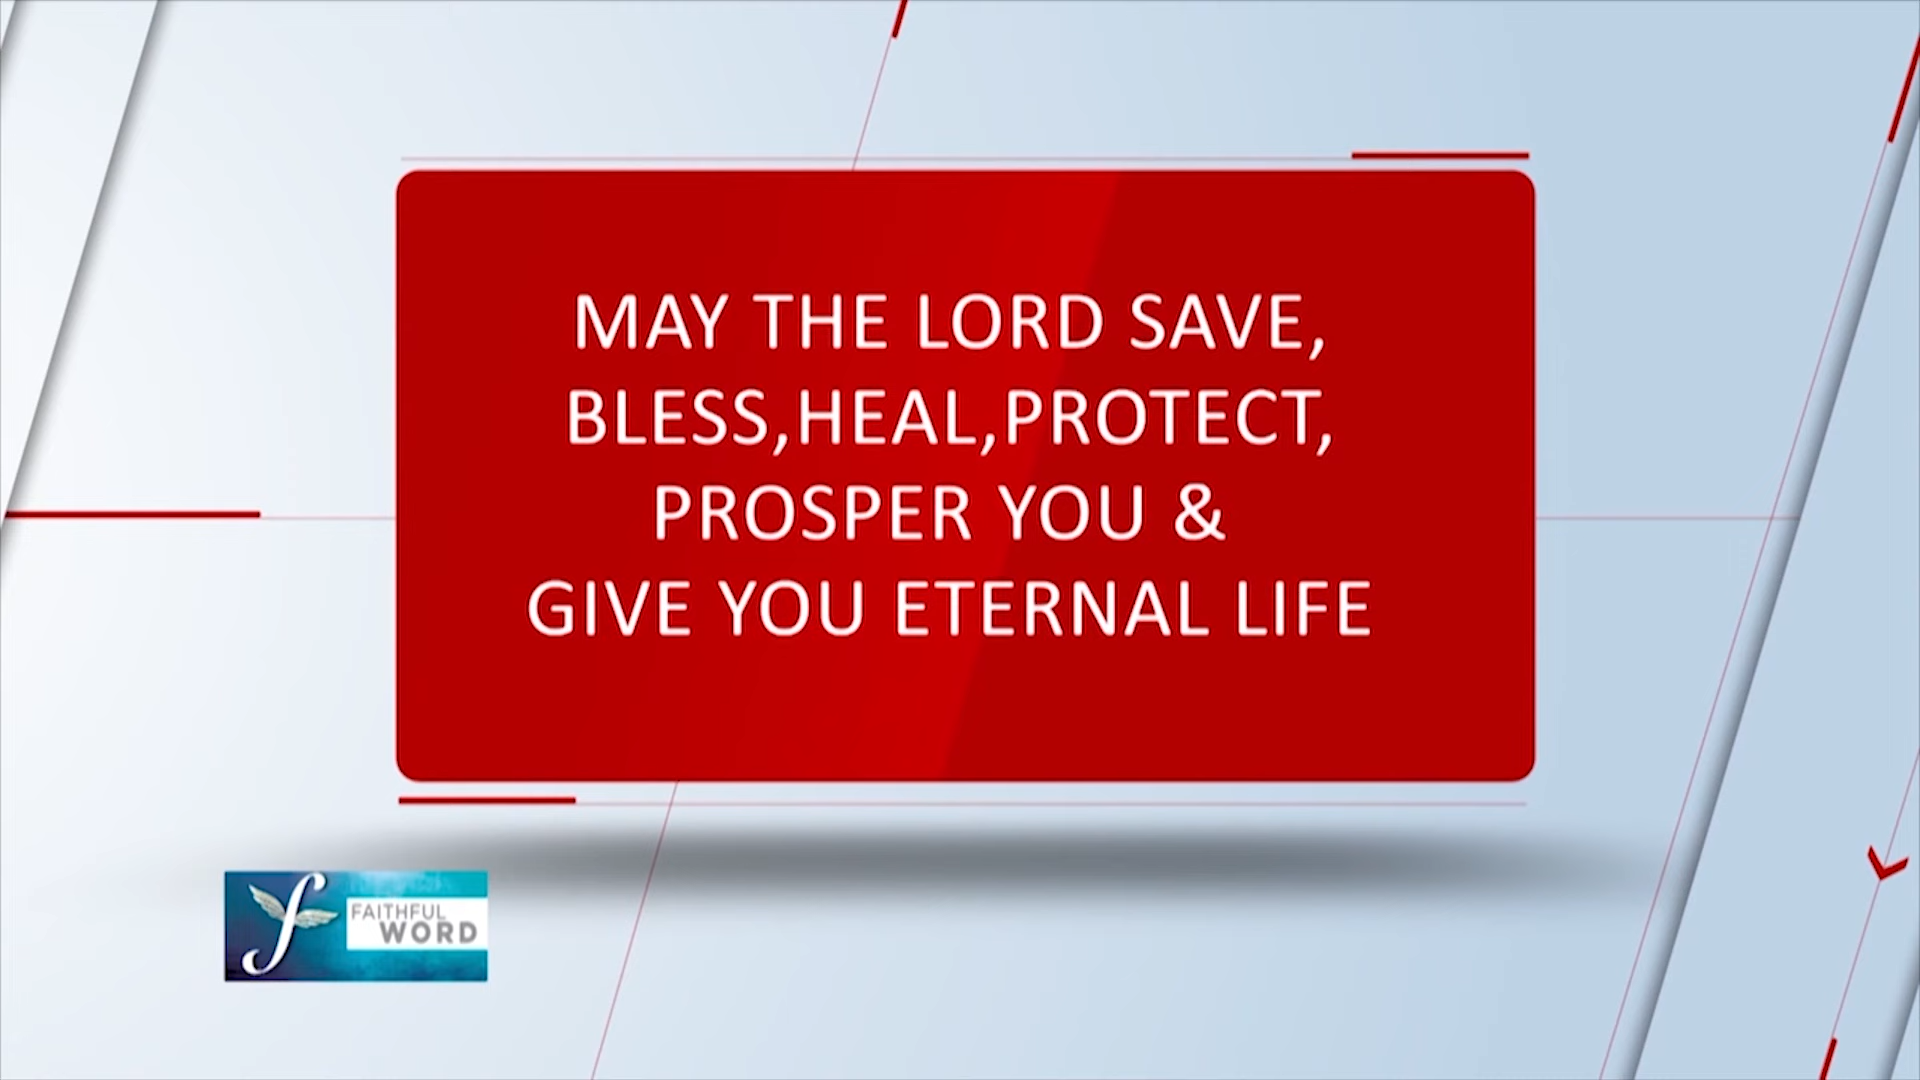 MAY THE LORD SAVE,
BLESS,HEAL,PROTECT,
PROSPER YOU &
GIVE YOU ETERNAL LIFE
f FAITHFUL
WORD